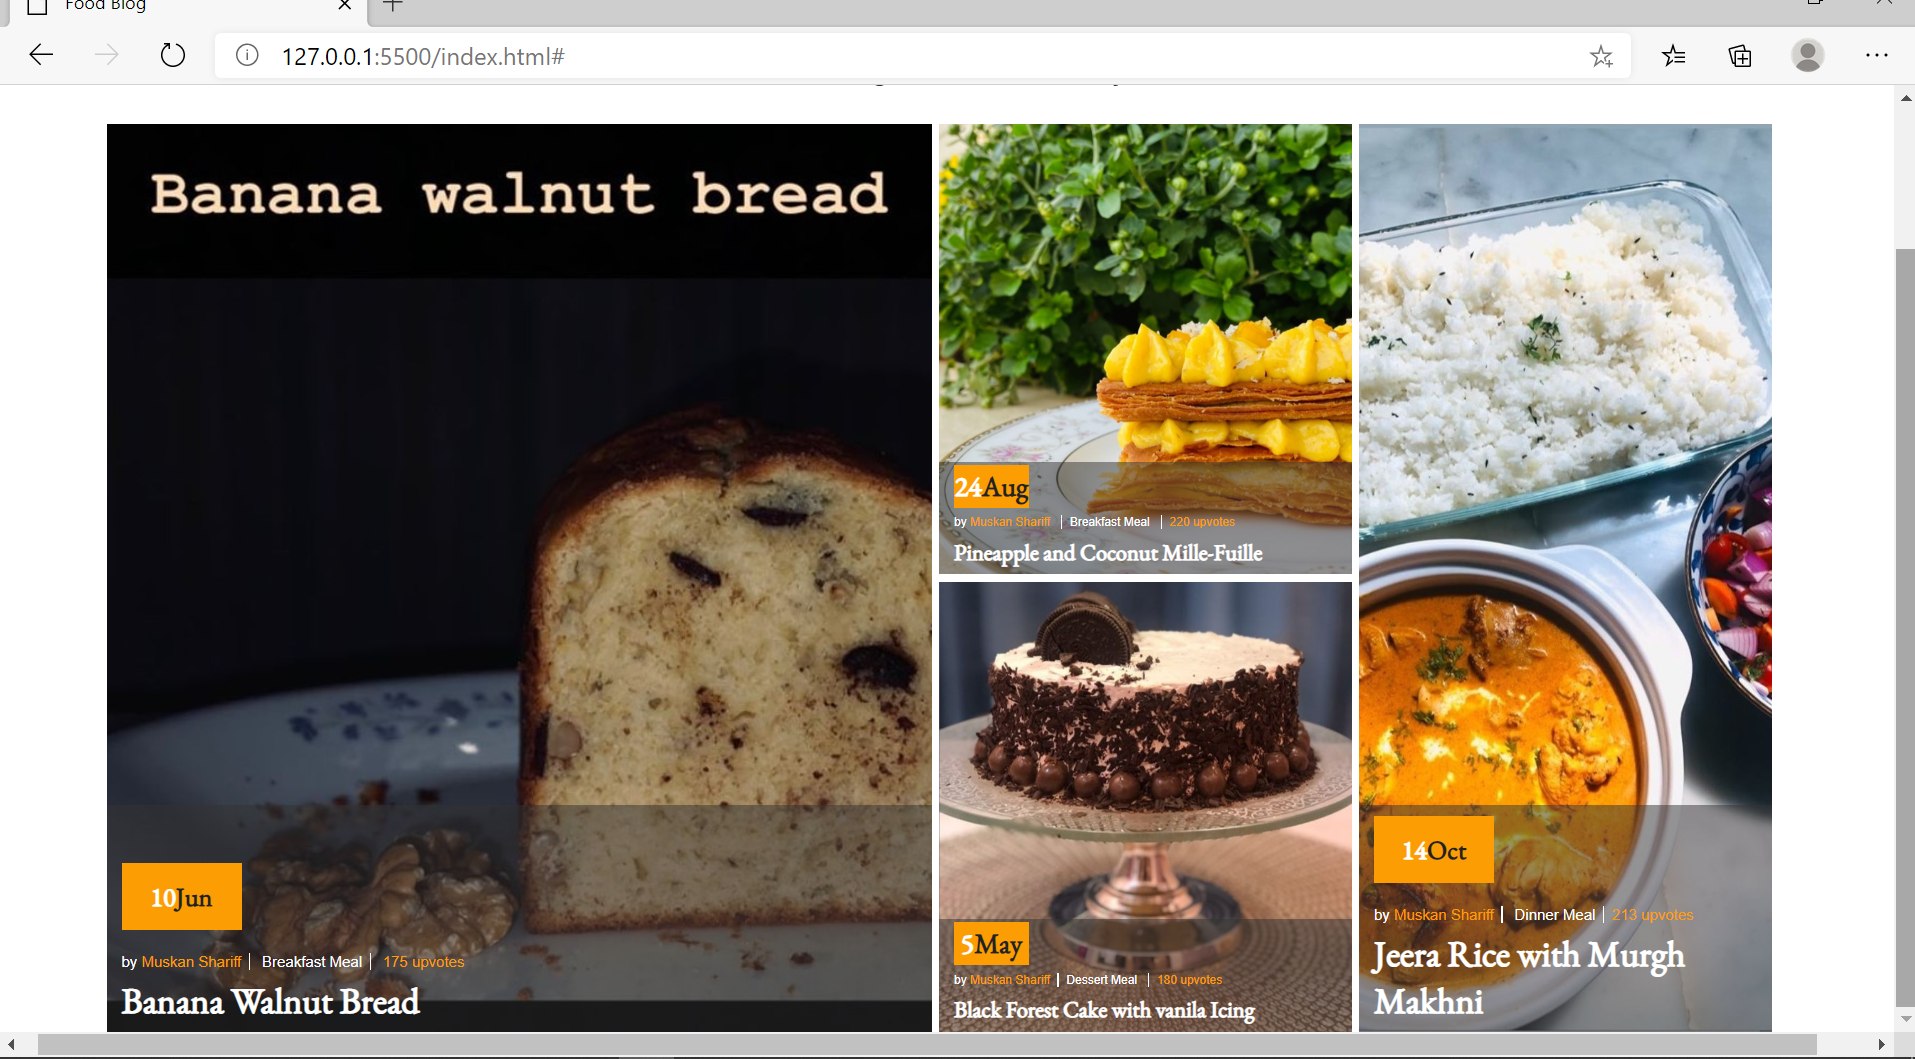 Food Blog
127.0.0.1:5500/index.html#
Banana walnut bread
10Jun
by Muskan Shariff | Breakfast Meal | 175 upvotes
Banana Walnut Bread
24Aug
by Muskan Shariff | Breakfast Meal | 220 upvotes
Pineapple and Coconut Mille-Fuille
5May
by Muskan Shariff | Dessert Meal | 180 upvotes
Black Forest Cake with vanila Icing
14Oct
by Muskan Shariff | Dinner Meal | 213 upvotes
Jeera Rice with Murgh
Makhni